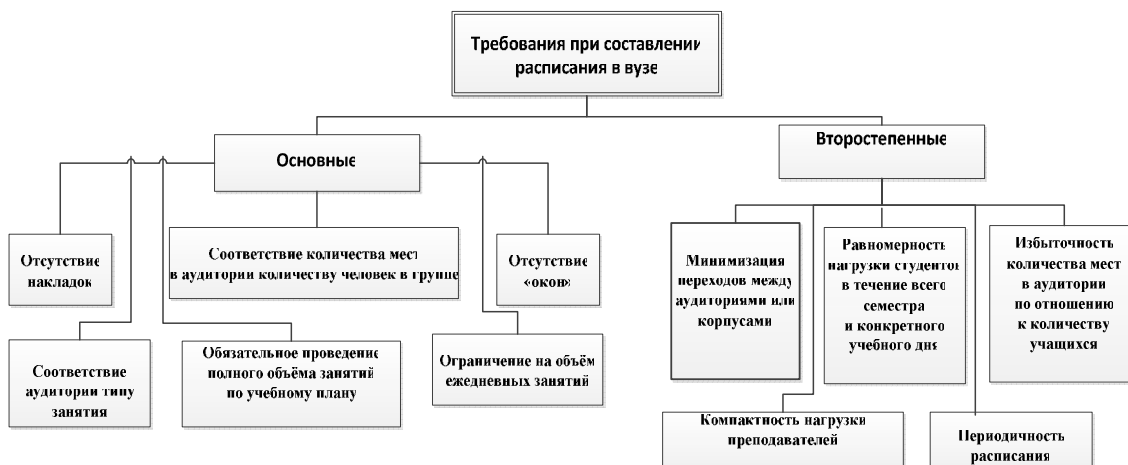 Требования при составлении
расписания в вузе
Основные
Второстепенные
Отсутствие
накладок
Соответствие количества мест
в аудитории количеству человек в группе
Отсутствие
«окон»
Соответствие
аудитории типу
занятия
Обязательное проведение
полного объёма занятий
по учебному плану
Ограничение на объём
ежедневных занятий
Минимизация
переходов между
аудиториями или
корпусами
Равномерность
нагрузки студентов
в течение всего
семестра
и конкретного
учебного дня
Избыточность
количества мест
в аудитории
по отношению
к количеству
учащихся
Компактность нагрузки
преподавателей
Периодичность
расписания